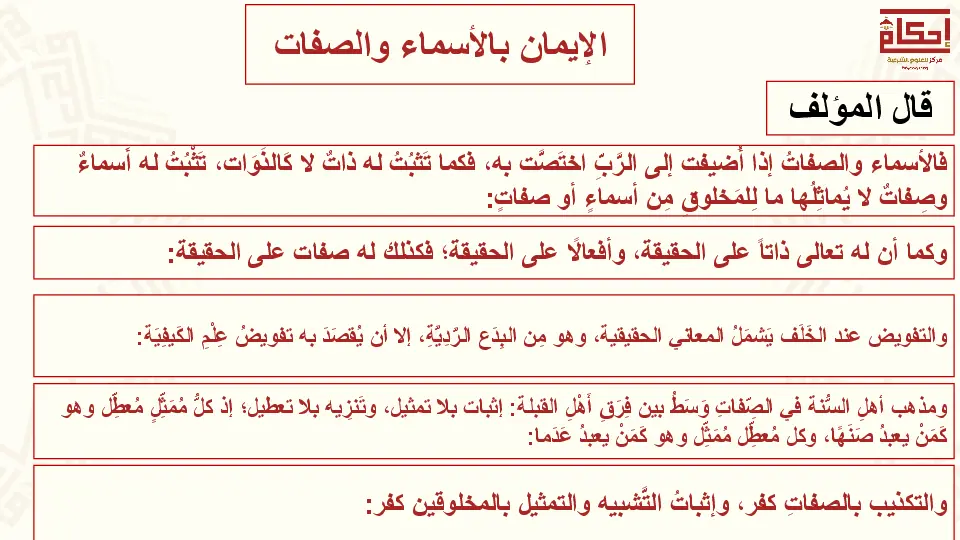 إحكام
مركز للعلوم الشرعية
الإيمان بالأسماء والصفات
قال المؤلف
فالأسماء والصفاتُ إذا أُضيفت إلى الرَّبِّ اختَصَّت به، فكما تَثبُتُ له ذاتٌ لا كَالذَوَات، تَثْبُتُ له أسماءٌ
وصِفاتٌ لا يُماثِلُها ما لِلمَخلوقِ مِن أسماءٍ أو صفاتٍ:
وكما أن له تعالى ذاتاً على الحقيقة، وأفعالًا على الحقيقة؛ فكذلك له صفات على الحقيقة:
والتفويض عند الخَلَف يَشمَلُ المعاني الحقيقية، وهو مِن البِدَع الرَّدِيَّةِ، إلا أن يُقصَدَ به تفويضُ عِلْمِ الكَيفِيَة:
ومذهب أهلِ السُّنة في الصِّفاتِ وَسَطٌ بين فِرَقِ أَهْلِ القبلة: إثبات بلا تمثيل، وتَنزِيه بلا تعطيل؛ إذ كلُّ مُمَثِّلٍ مُعطِّل وهو
كَمَنْ يعبدُ صَنَهًا، وكل مُعطِّل مُمَثِّل وهو كَمَنْ يعبدُ عَدَما:
والتكذيب بالصفاتِ كفر، وإثباتُ التَّشبيه والتمثيل بالمخلوقين كفر: